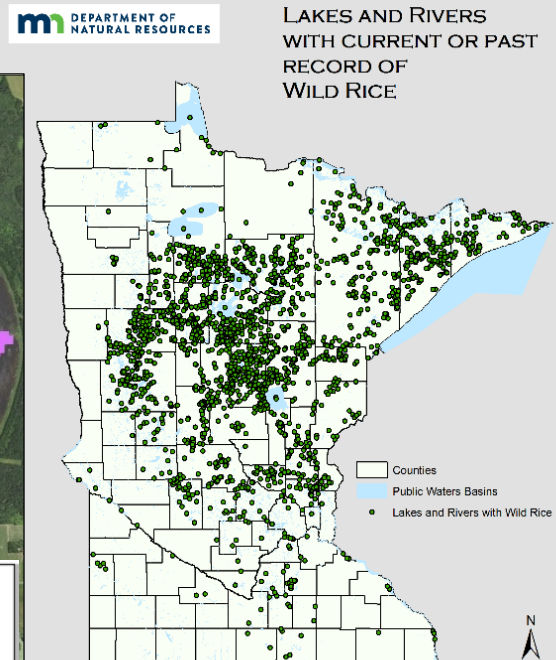 mn DEPARTMENT OF
NATURAL RESOURCES
LAKES AND RIVERS
WITH CURRENT OR PAST
RECORD OF
WILD RICE
Counties
Public Waters Basins
Lakes and Rivers with Wild Rice
N